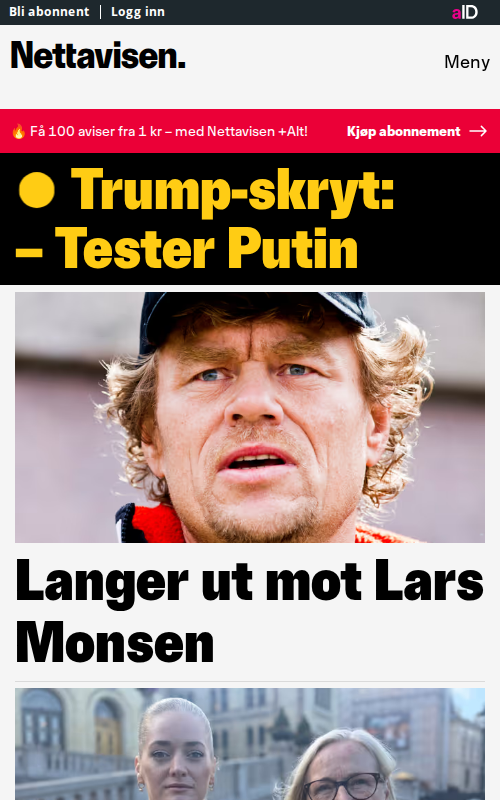 Bli abonnent
Logg inn
aID
Nettavisen.
Meny
🔥 Få 100 aviser fra 1 kr – med Nettavisen +Alt!
Kjøp abonnement →
Trump-skryt:
– Tester Putin
Langer ut mot Lars
Monsen